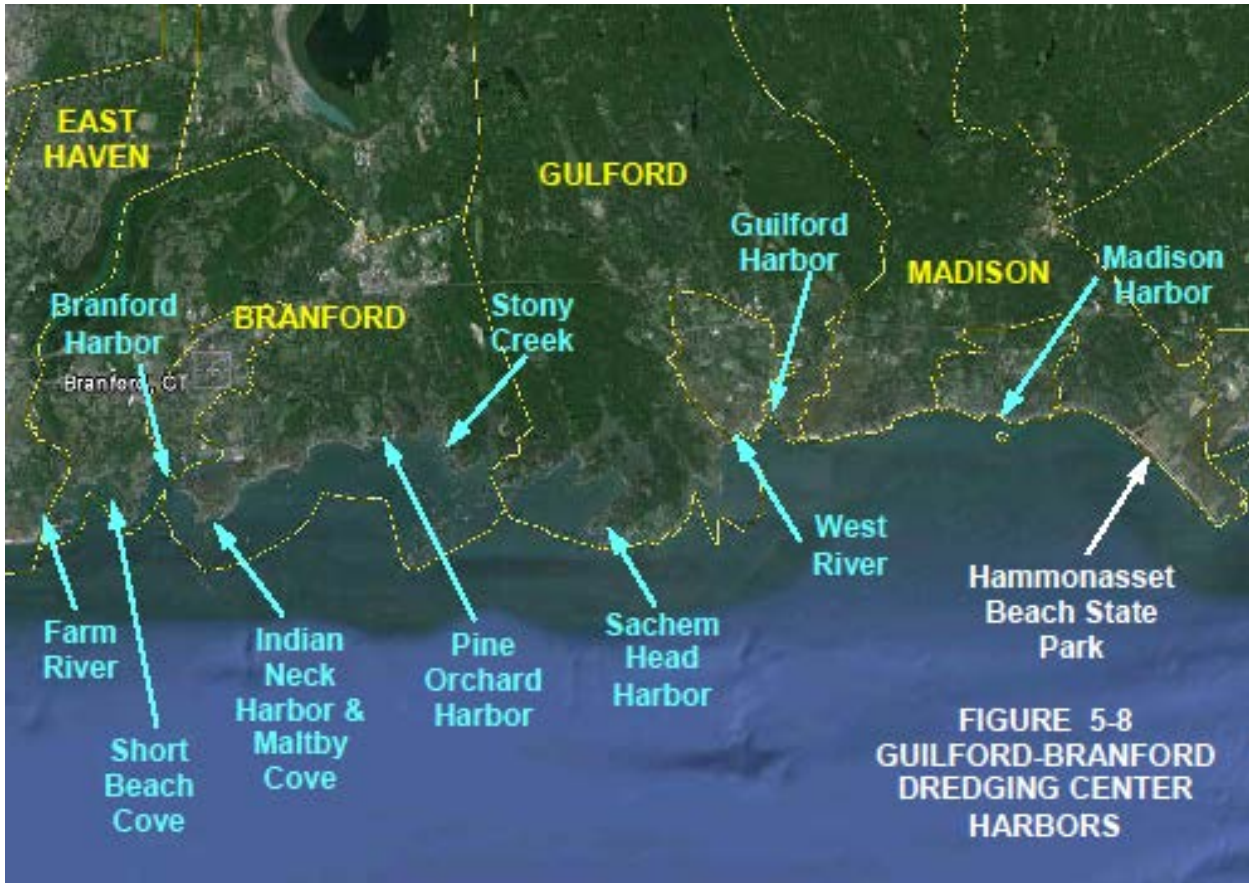 EAST
HAVEN
GULFORD
Guilford
Harbor
MADISON
Madison
Harbor
Branford
Harbor
BRANFORD
Stony
Creek
Branford, CT
Farm
River
Short
Beach
Cove
Indian
Neck
Harbor &
Maltby
Cove
Pine
Orchard
Harbor
Sachem
Head
Harbor
West
River
Hammonasset
Beach State
Park
FIGURE 5-8
GUILFORD-BRANFORD
DREDGING CENTER
HARBORS